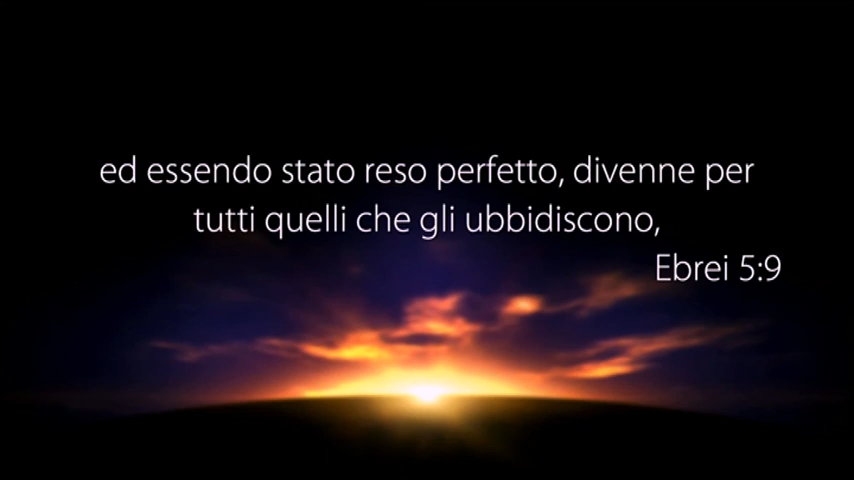 ed essendo stato reso perfetto, divenne per
tutti quelli che gli ubbidiscono,
Ebrei 5:9